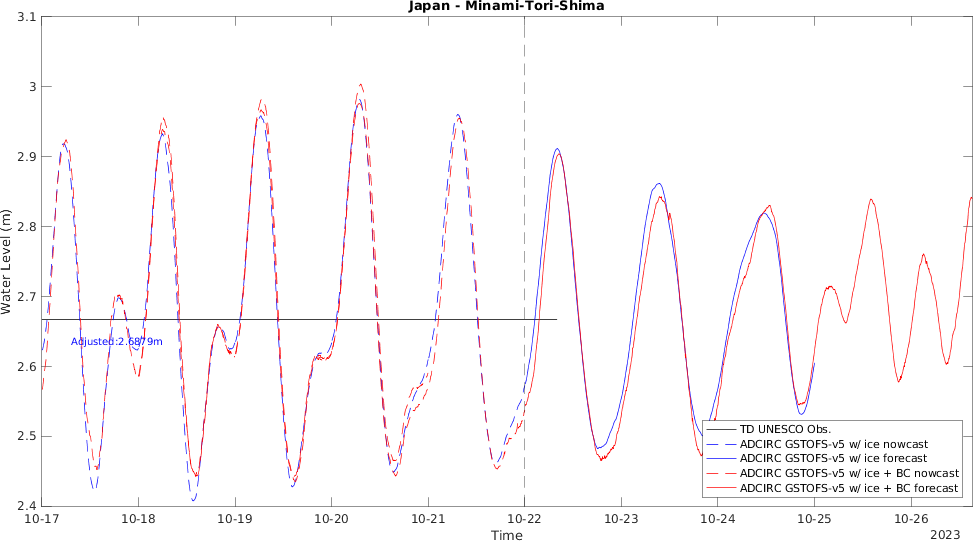 Japan - Minami-Tori-Shima
3.1
3
2.9
2.8
2.7
2.6
2.5
2.4
Water Level (m)
Adjusted:2.6879m
TD UNESCO Obs.
ADCIRC GSTOFS-v5 w/ ice nowcast
ADCIRC GSTOFS-v5 w/ ice forecast
ADCIRC GSTOFS-v5 w/ ice + BC nowcast
ADCIRC GSTOFS-v5 w/ ice + BC forecast
10-17 10-18 10-19 10-20 10-21 10-22 10-23 10-24 10-25 10-26
Time
2023